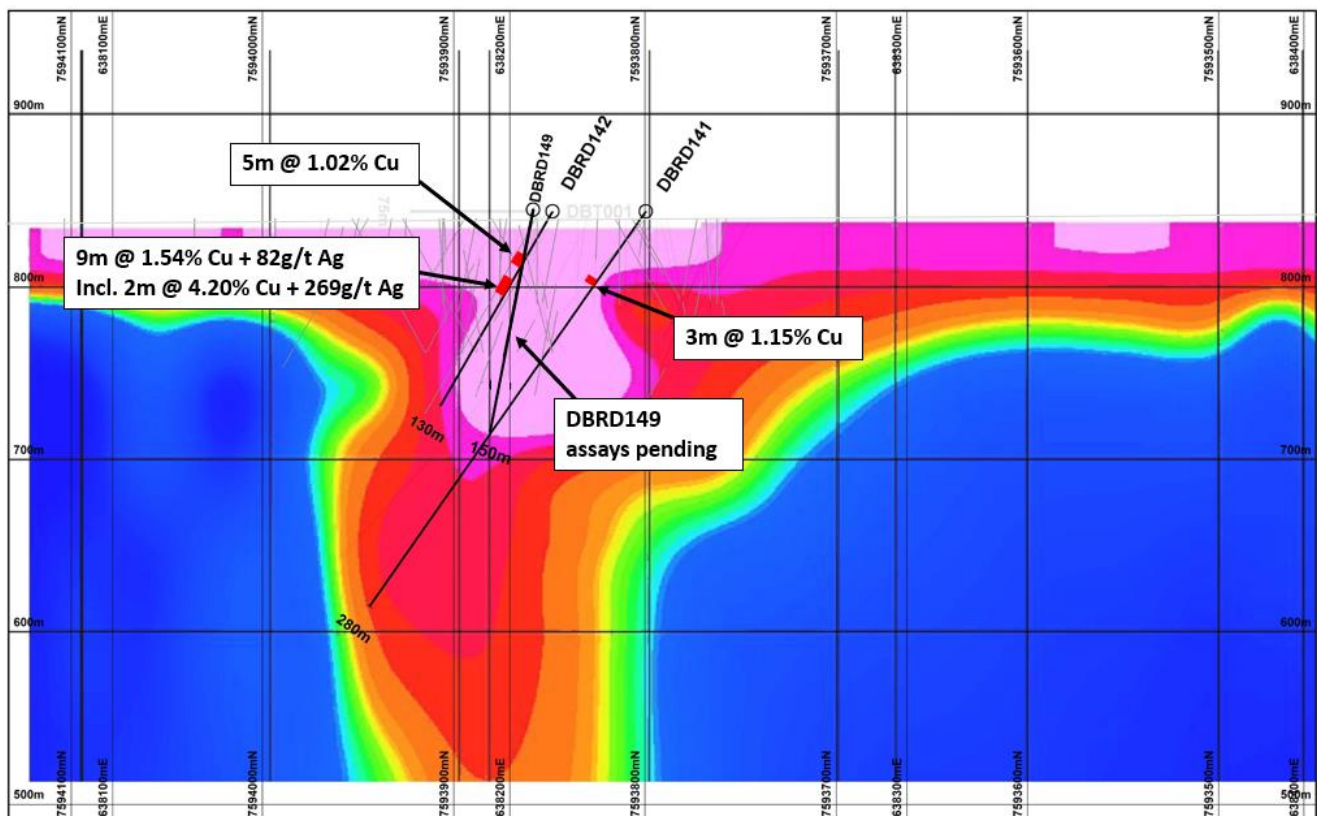 7594100mN
638100mE
7594000mN
7593900mN
638200mE
7593800mN
7593700mN
638300mE
7593600mN
7593500mN
638400mE
900m
900m
DBRD149
DBRD142
DBRD141
5m @ 1.02% Cu
75m
DBT001
9m @ 1.54% Cu + 82g/t Ag
Incl. 2m @ 4.20% Cu + 269g/t Ag
800m
800m
3m @ 1.15% Cu
DBRD149
assays pending
130m
150m
700m
700m
280m
600m
600m
7594100mN
638100mE
7594000mN
7593900mN
638200mE
7593800mN
7593700mN
638300mE
7593600mN
7593500mN
500m
500m